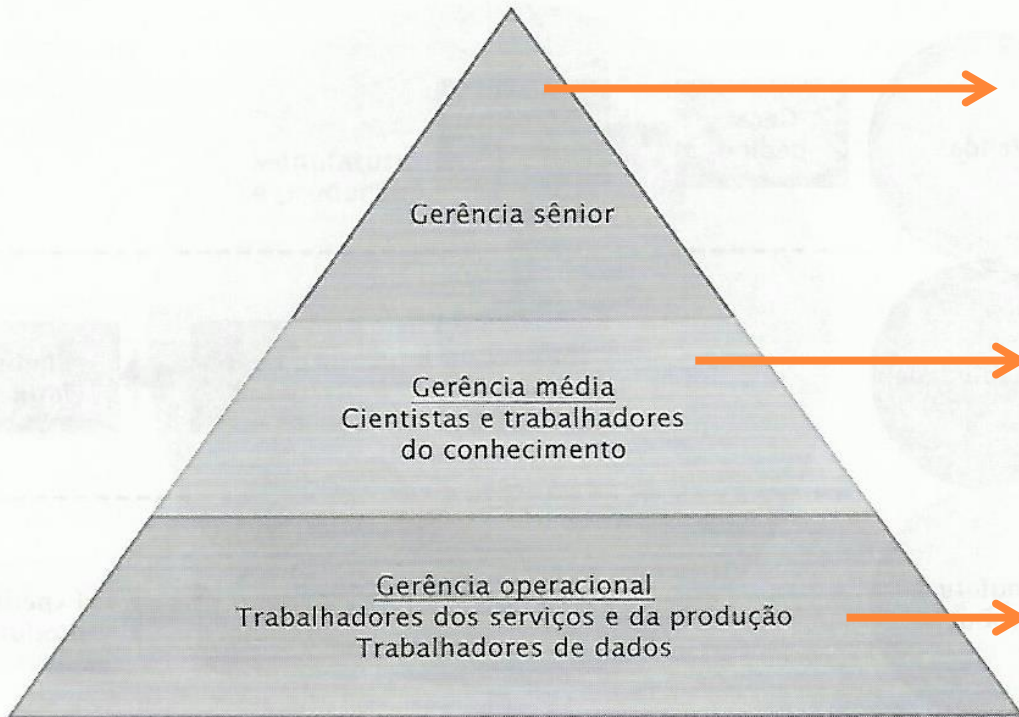 Gerência sênior
Gerência média
Cientistas e trabalhadores
do conhecimento
Gerência operacional
Trabalhadores dos serviços e da produção
Trabalhadores de dados